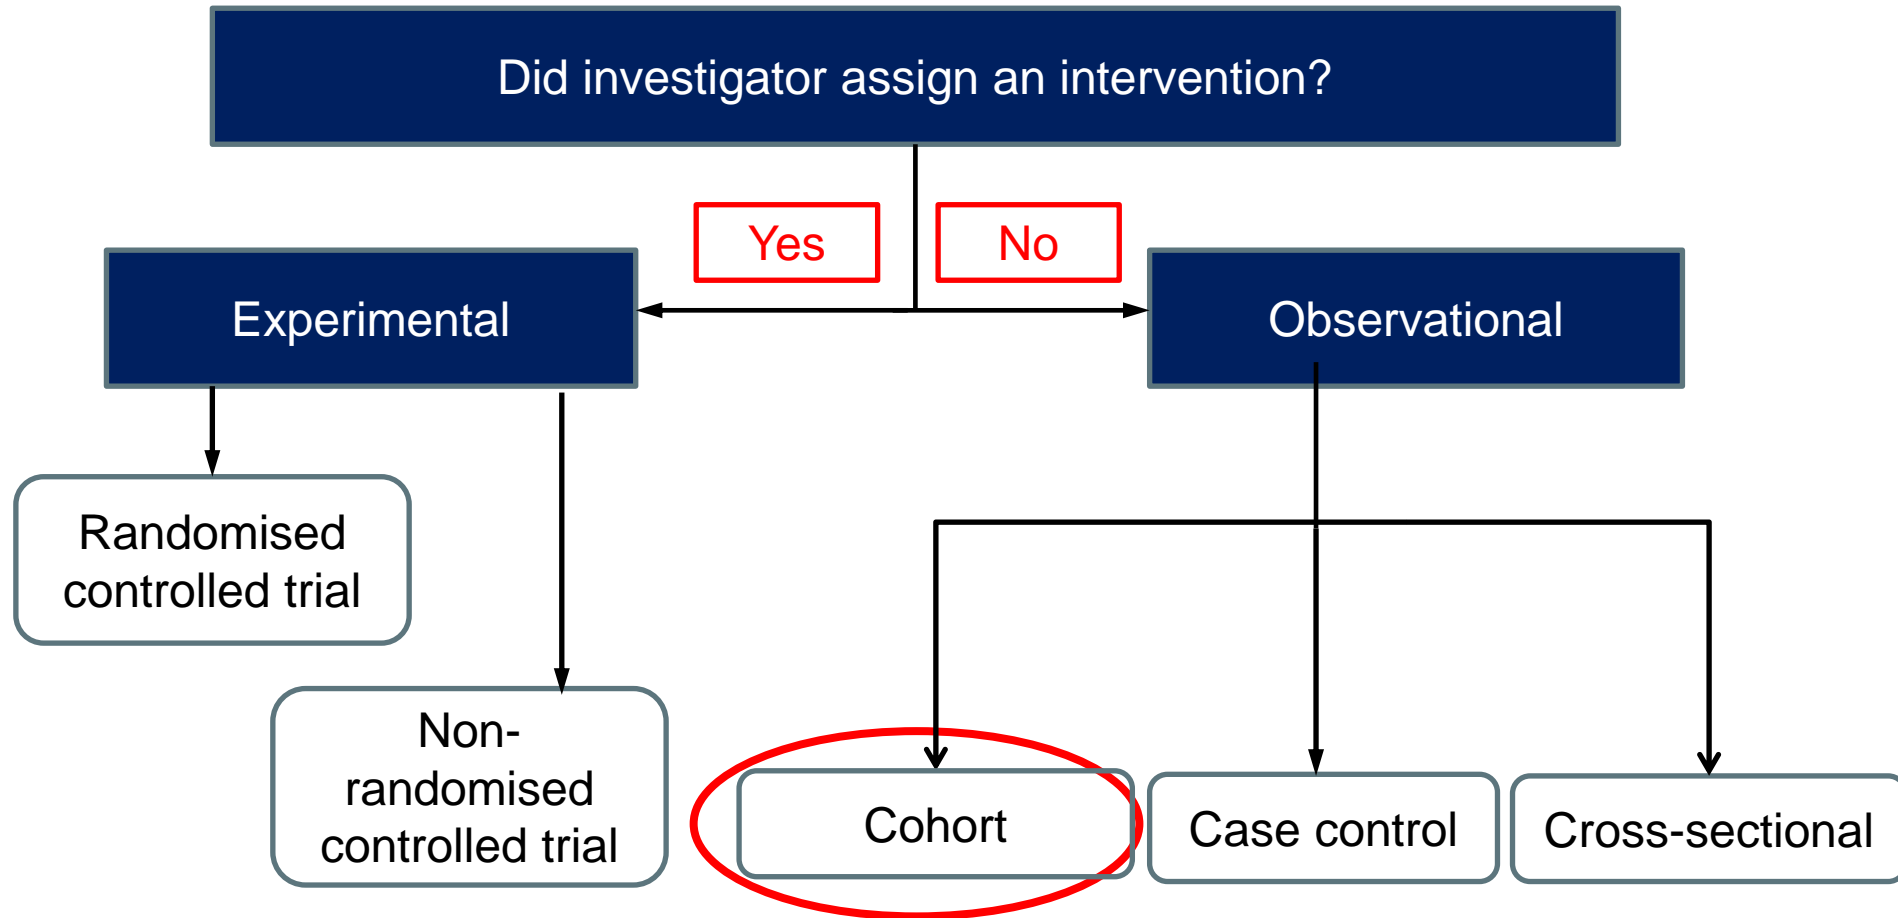 Did investigator assign an intervention?
Yes
No
Experimental
Observational
Randomised
controlled trial
Non-
randomised
controlled trial
Cohort
Case control
Cross-sectional